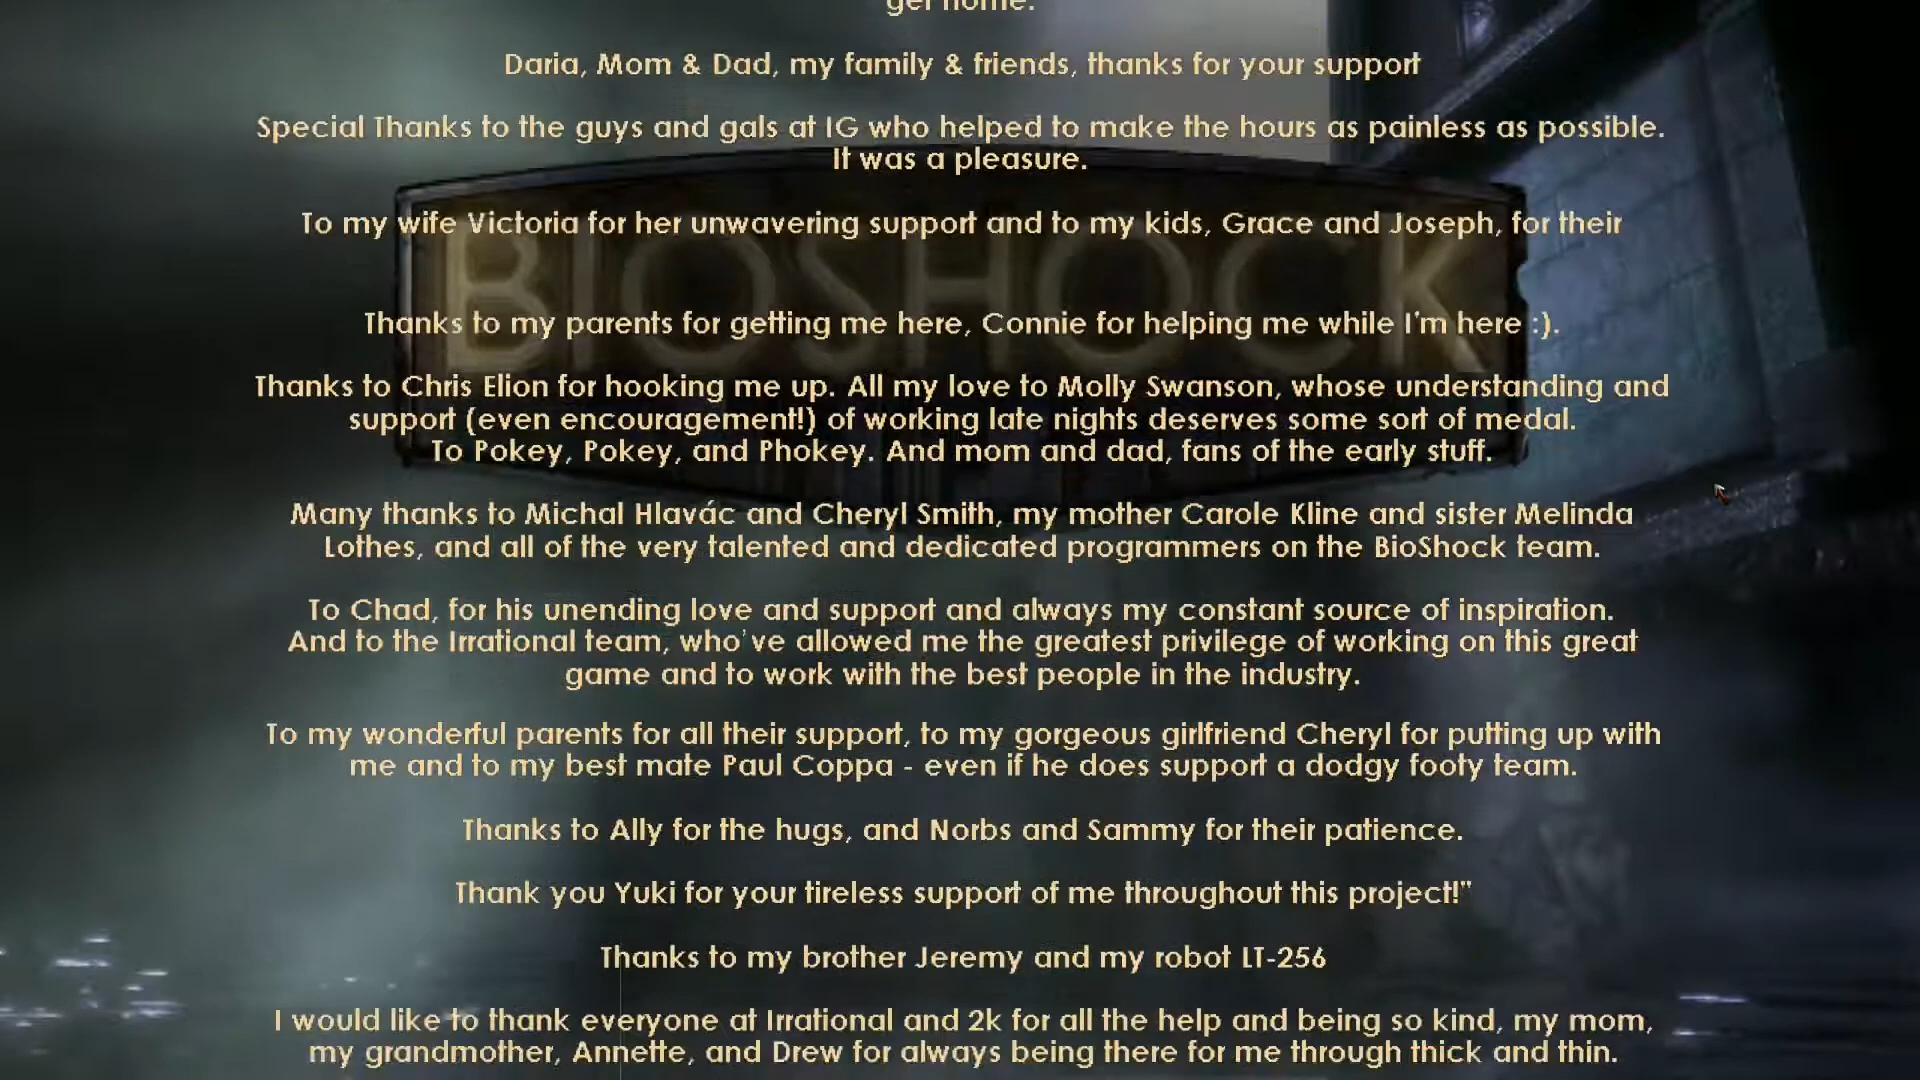 get home.
Daria, Mom & Dad, my family & friends, thanks for your support
Special Thanks to the guys and gals at IG who helped to make the hours as painless as possible.
It was a pleasure.
To my wife Victoria for her unwavering support and to my kids, Grace and Joseph, for their
BIOSHOCK
Thanks to my parents for getting me here, Connie for helping me while I'm here :).
Thanks to Chris Elion for hooking me up. All my love to Molly Swanson, whose understanding and
support (even encouragement!) of working late nights deserves some sort of medal.
To Pokey, Pokey, and Phokey. And mom and dad, fans of the early stuff.
Many thanks to Michal Hlavác and Cheryl Smith, my mother Carole Kline and sister Melinda
Lothes, and all of the very talented and dedicated programmers on the BioShock team.
To Chad, for his unending love and support and always my constant source of inspiration.
And to the Irrational team, who've allowed me the greatest privilege of working on this great
game and to work with the best people in the industry.
To my wonderful parents for all their support, to my gorgeous girlfriend Cheryl for putting up with
me and to my best mate Paul Coppa - even if he does support a dodgy footy team.
Thanks to Ally for the hugs, and Norbs and Sammy for their patience.
Thank you Yuki for your tireless support of me throughout this project!"
Thanks to my brother Jeremy and my robot LT-256
I would like to thank everyone at Irrational and 2k for all the help and being so kind, my mom,
my grandmother, Annette, and Drew for always being there for me through thick and thin.